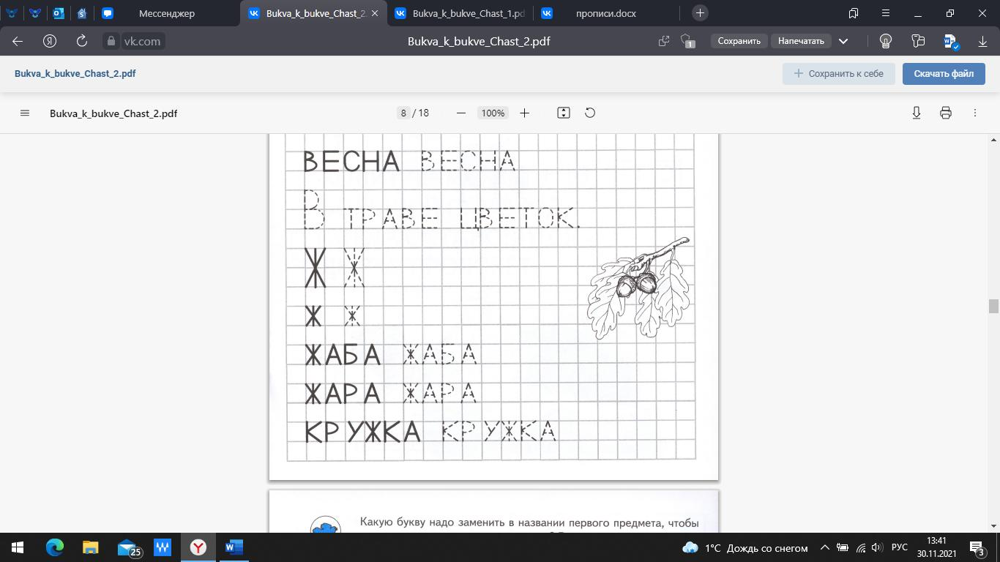 Мессенджер
Bukva_k_bukve_Chast_2.
Bukva_k_bukve_Chast_1.pd
прописи.docx
vk.com
Bukva_k_bukve_Chast_2.pdf
1
Сохранить
Напечатать
Bukva_k_bukve_Chast_2.pdf
Сохранить к себе
Скачать файл
Bukva_k_bukve_Chast_2.pdf
8 / 18
100%
ВЕСНА ВЕСНА
В ТРАВЕ ЦВЕТОК.
Ж Ж
Ж Ж
ЖАБА ЖАБА
ЖАРА ЖАРА
КРУЖКА КРУЖКА
Какую букву надо заменить в названии первого предмета, чтобы
25
1°C Дождь со снегом
РУС
13:41
30.11.2021
3